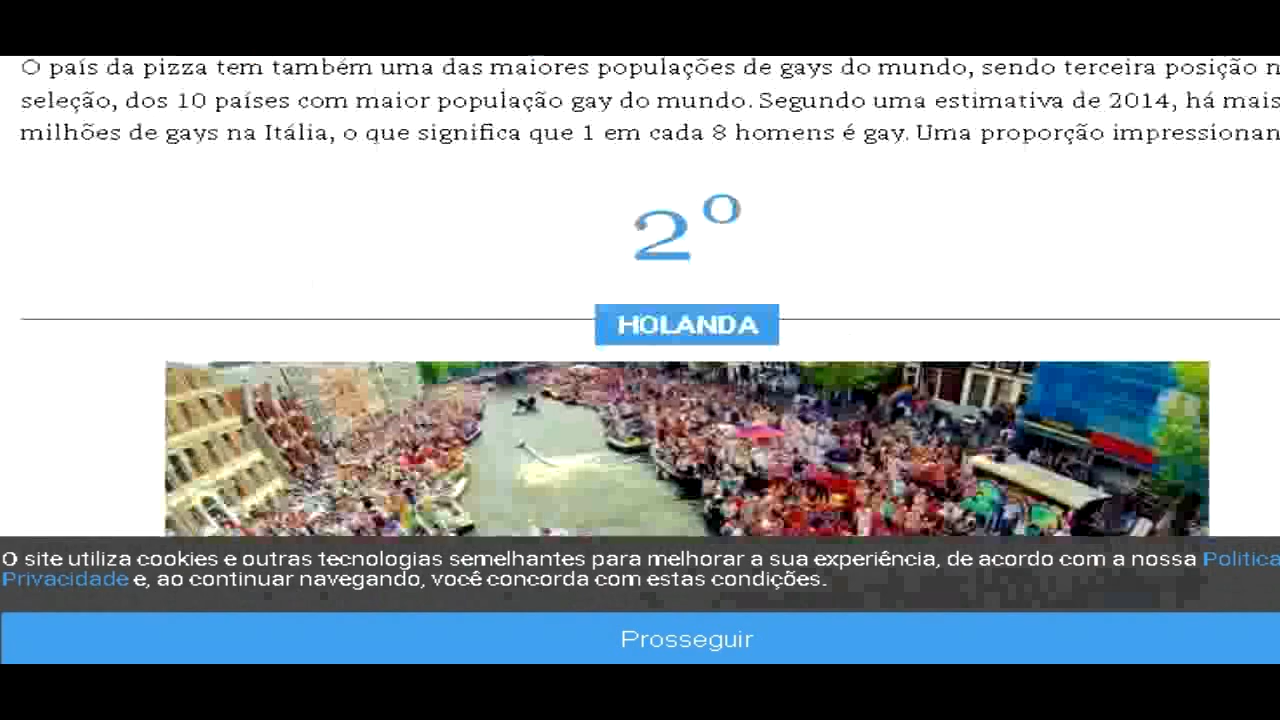 O país da pizza tem também uma das maiores populações de gays do mundo, sendo terceira posição n
seleção, dos 10 países com maior população gay do mundo. Segundo uma estimativa de 2014, há mais
milhões de gays na Itália, o que significa que 1 em cada 8 homens é gay. Uma proporção impressionan
2º
HOLANDA
O site utiliza cookies e outras tecnologias semelhantes para melhorar a sua experiência, de acordo com a nossa Politica
Privacidade e, ao continuar navegando, você concorda com estas condições.
Prosseguir